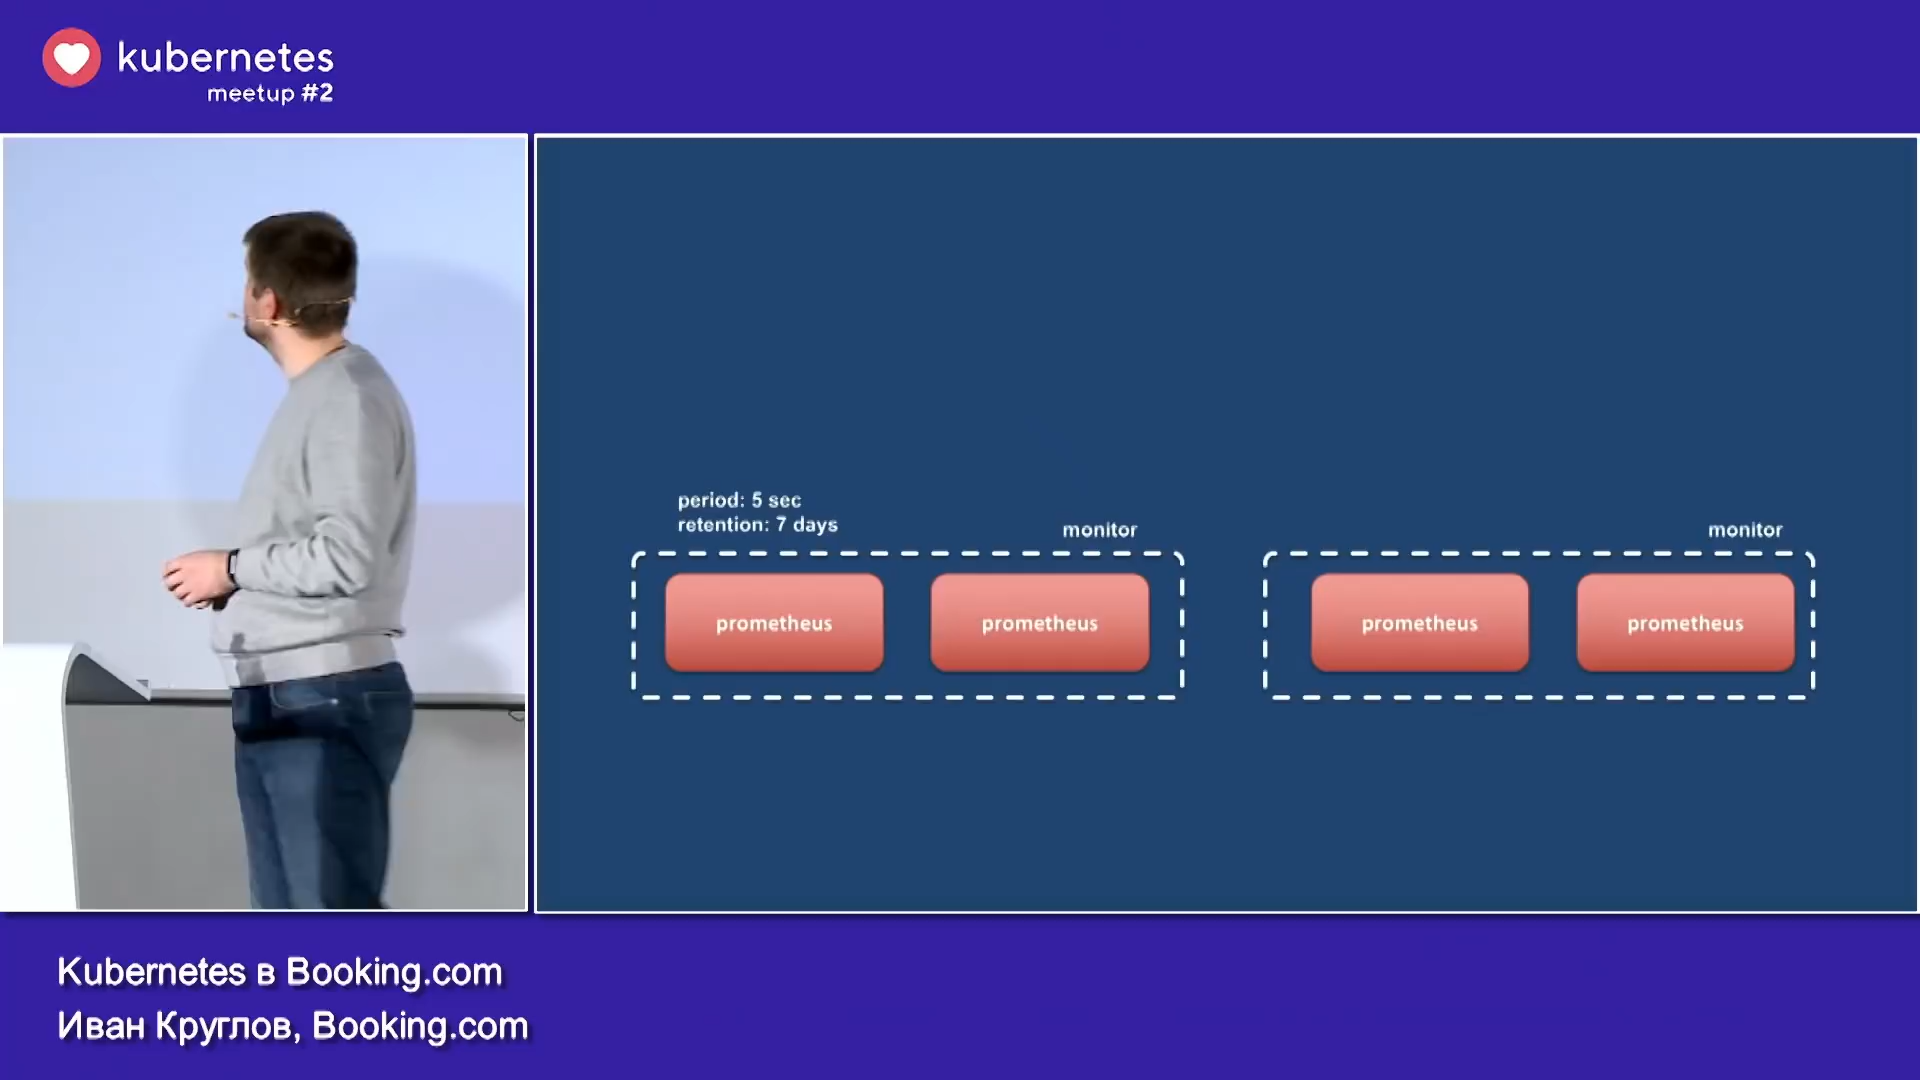 kubernetes
meetup #2
period: 5 sec
retention: 7 days
monitor
monitor
prometheus
prometheus
prometheus
prometheus
Kubernetes в Booking.com
Иван Круглов, Booking.com